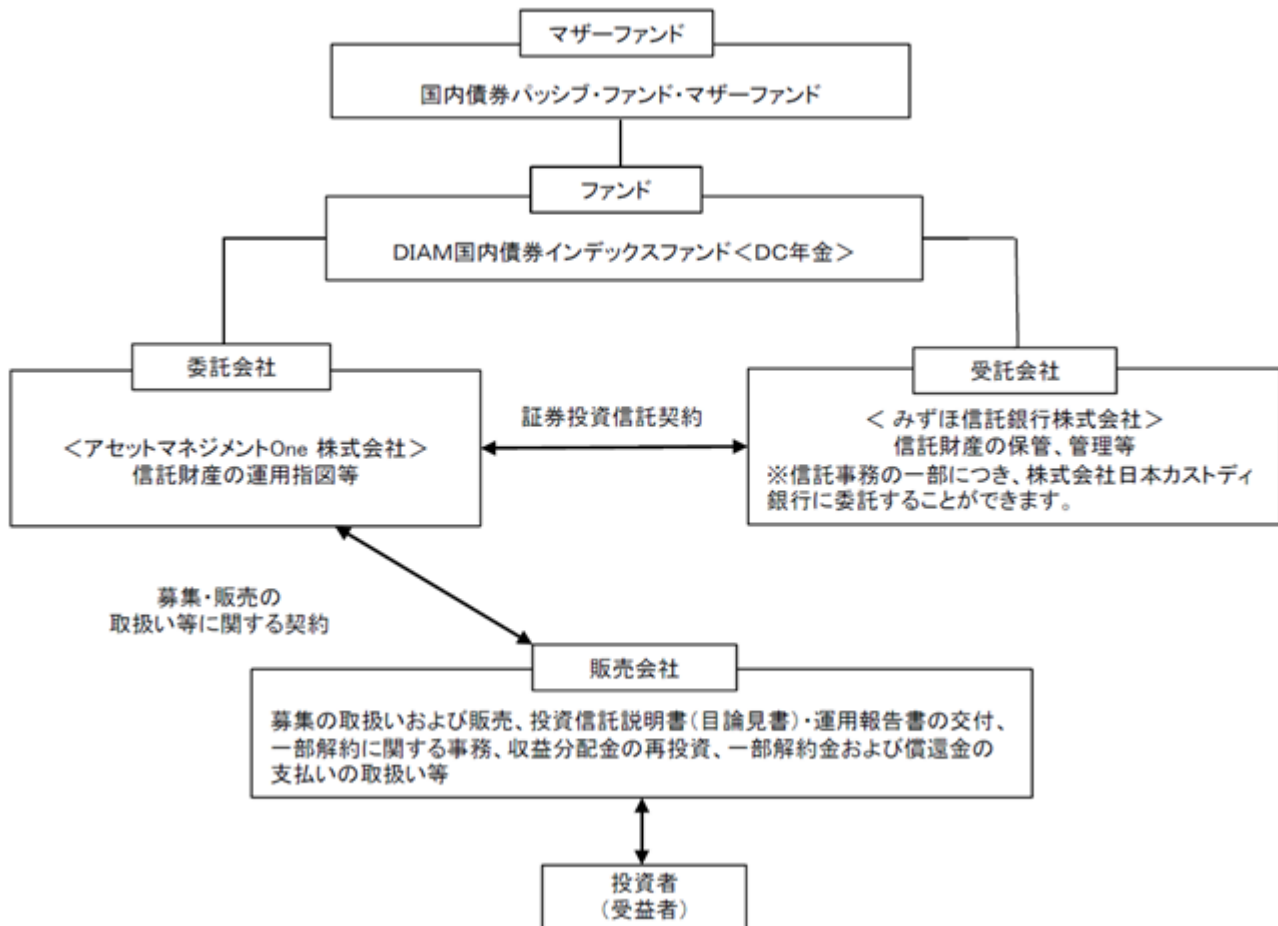 マザーファンド
国内債券パッシブ・ファンド・マザーファンド
ファンド
DIAM国内債券インデックスファンド＜DC年金＞
委託会社
＜アセットマネジメントOne 株式会社＞
信託財産の運用指図等
証券投資信託契約
受託会社
＜ みずほ信託銀行株式会社＞
信託財産の保管、管理等
※信託事務の一部につき、株式会社日本カストディ
銀行に委託することができます。
募集・販売の
取扱い等に関する契約
販売会社
募集の取扱いおよび販売、投資信託説明書（目論見書）・運用報告書の交付、
一部解約に関する事務、収益分配金の再投資、一部解約金および償還金の
支払いの取扱い等
投資者
（受益者）